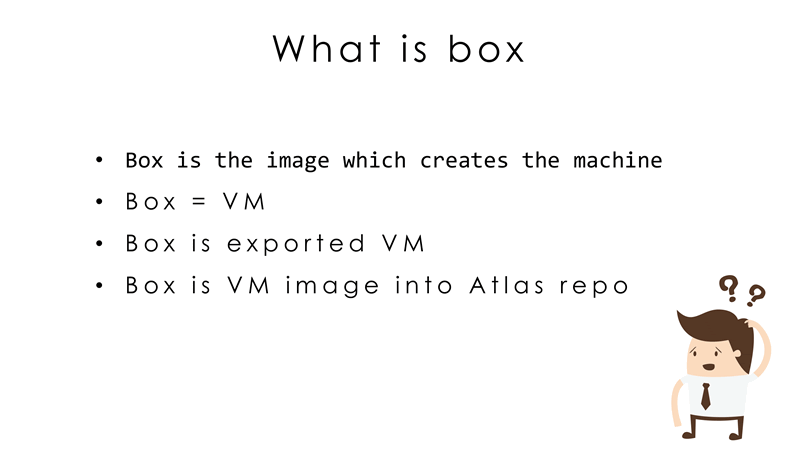 What is box
• Box is the image which creates the machine
• Box = VM
• Box is exported VM
• Box is VM image into Atlas repo
? ?